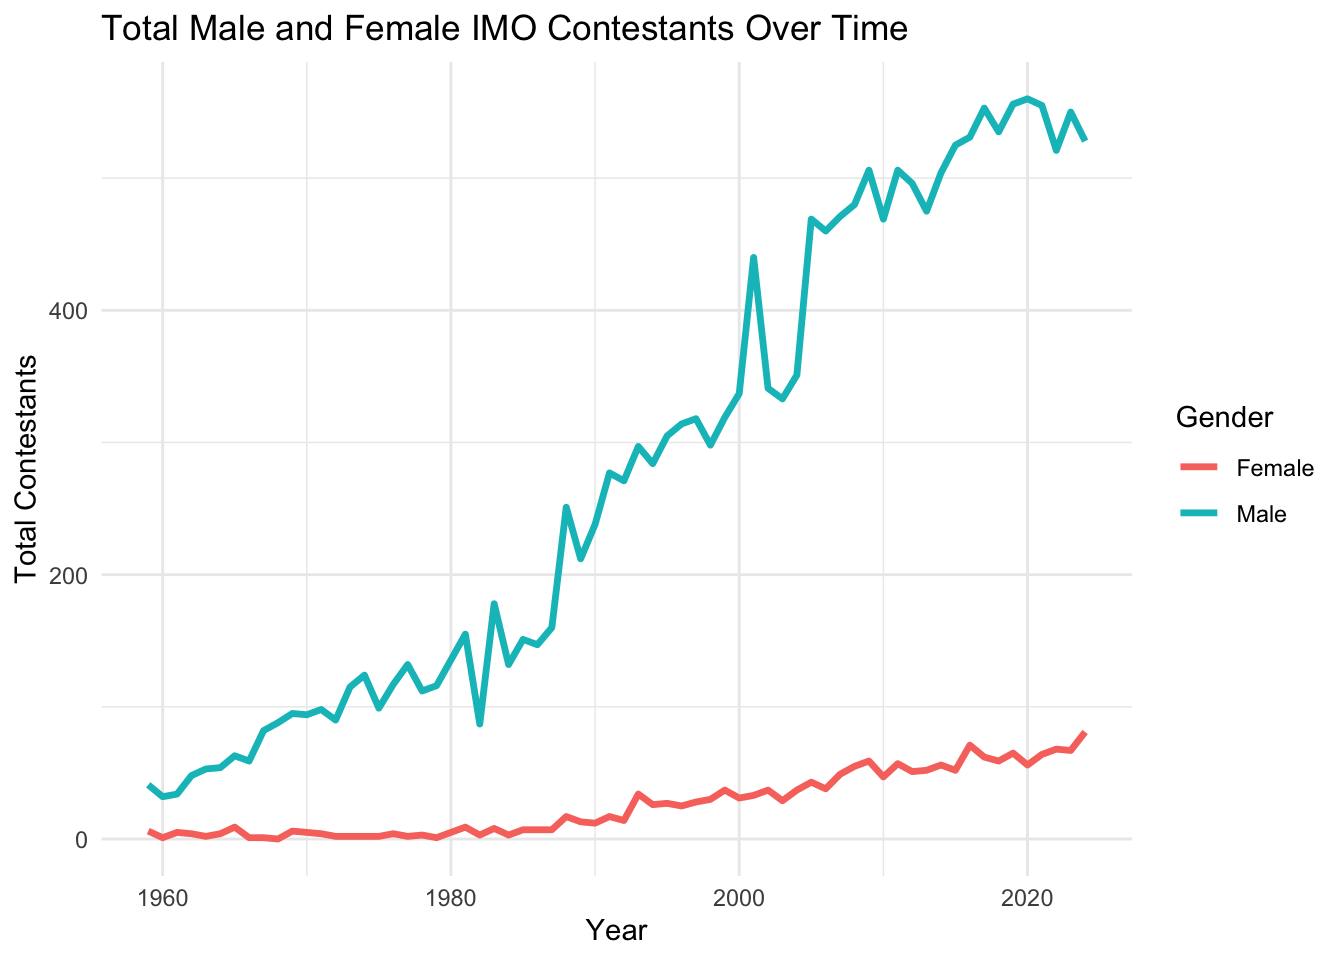 Total Male and Female IMO Contestants Over Time
Total Contestants
400
200
0
1960 1980 2000 2020
Year
Gender
Female
Male